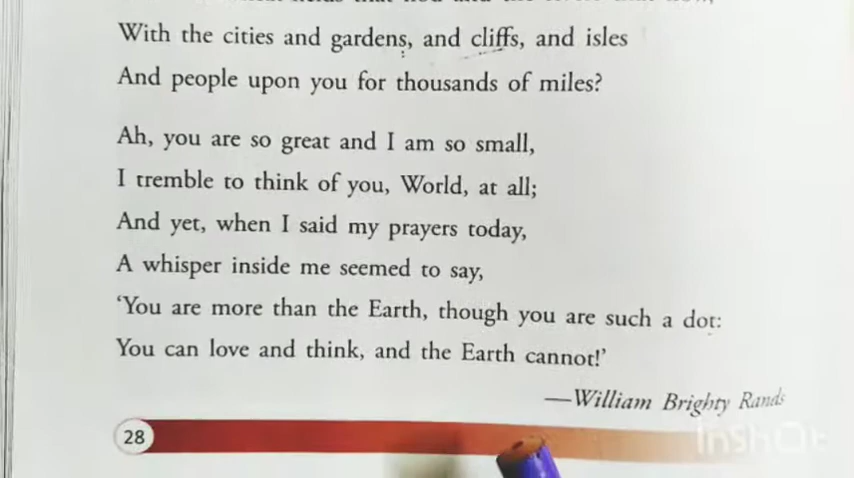 With the cities and gardens, and cliffs, and isles
And people upon you for thousands of miles?
Ah, you are so great and I am so small,
I tremble to think of you, World, at all;
And yet, when I said my prayers today,
A whisper inside me seemed to say,
‘You are more than the Earth, though you are such a dot:
You can love and think, and the Earth cannot!’
—William Brighty Rands
28
InShOt